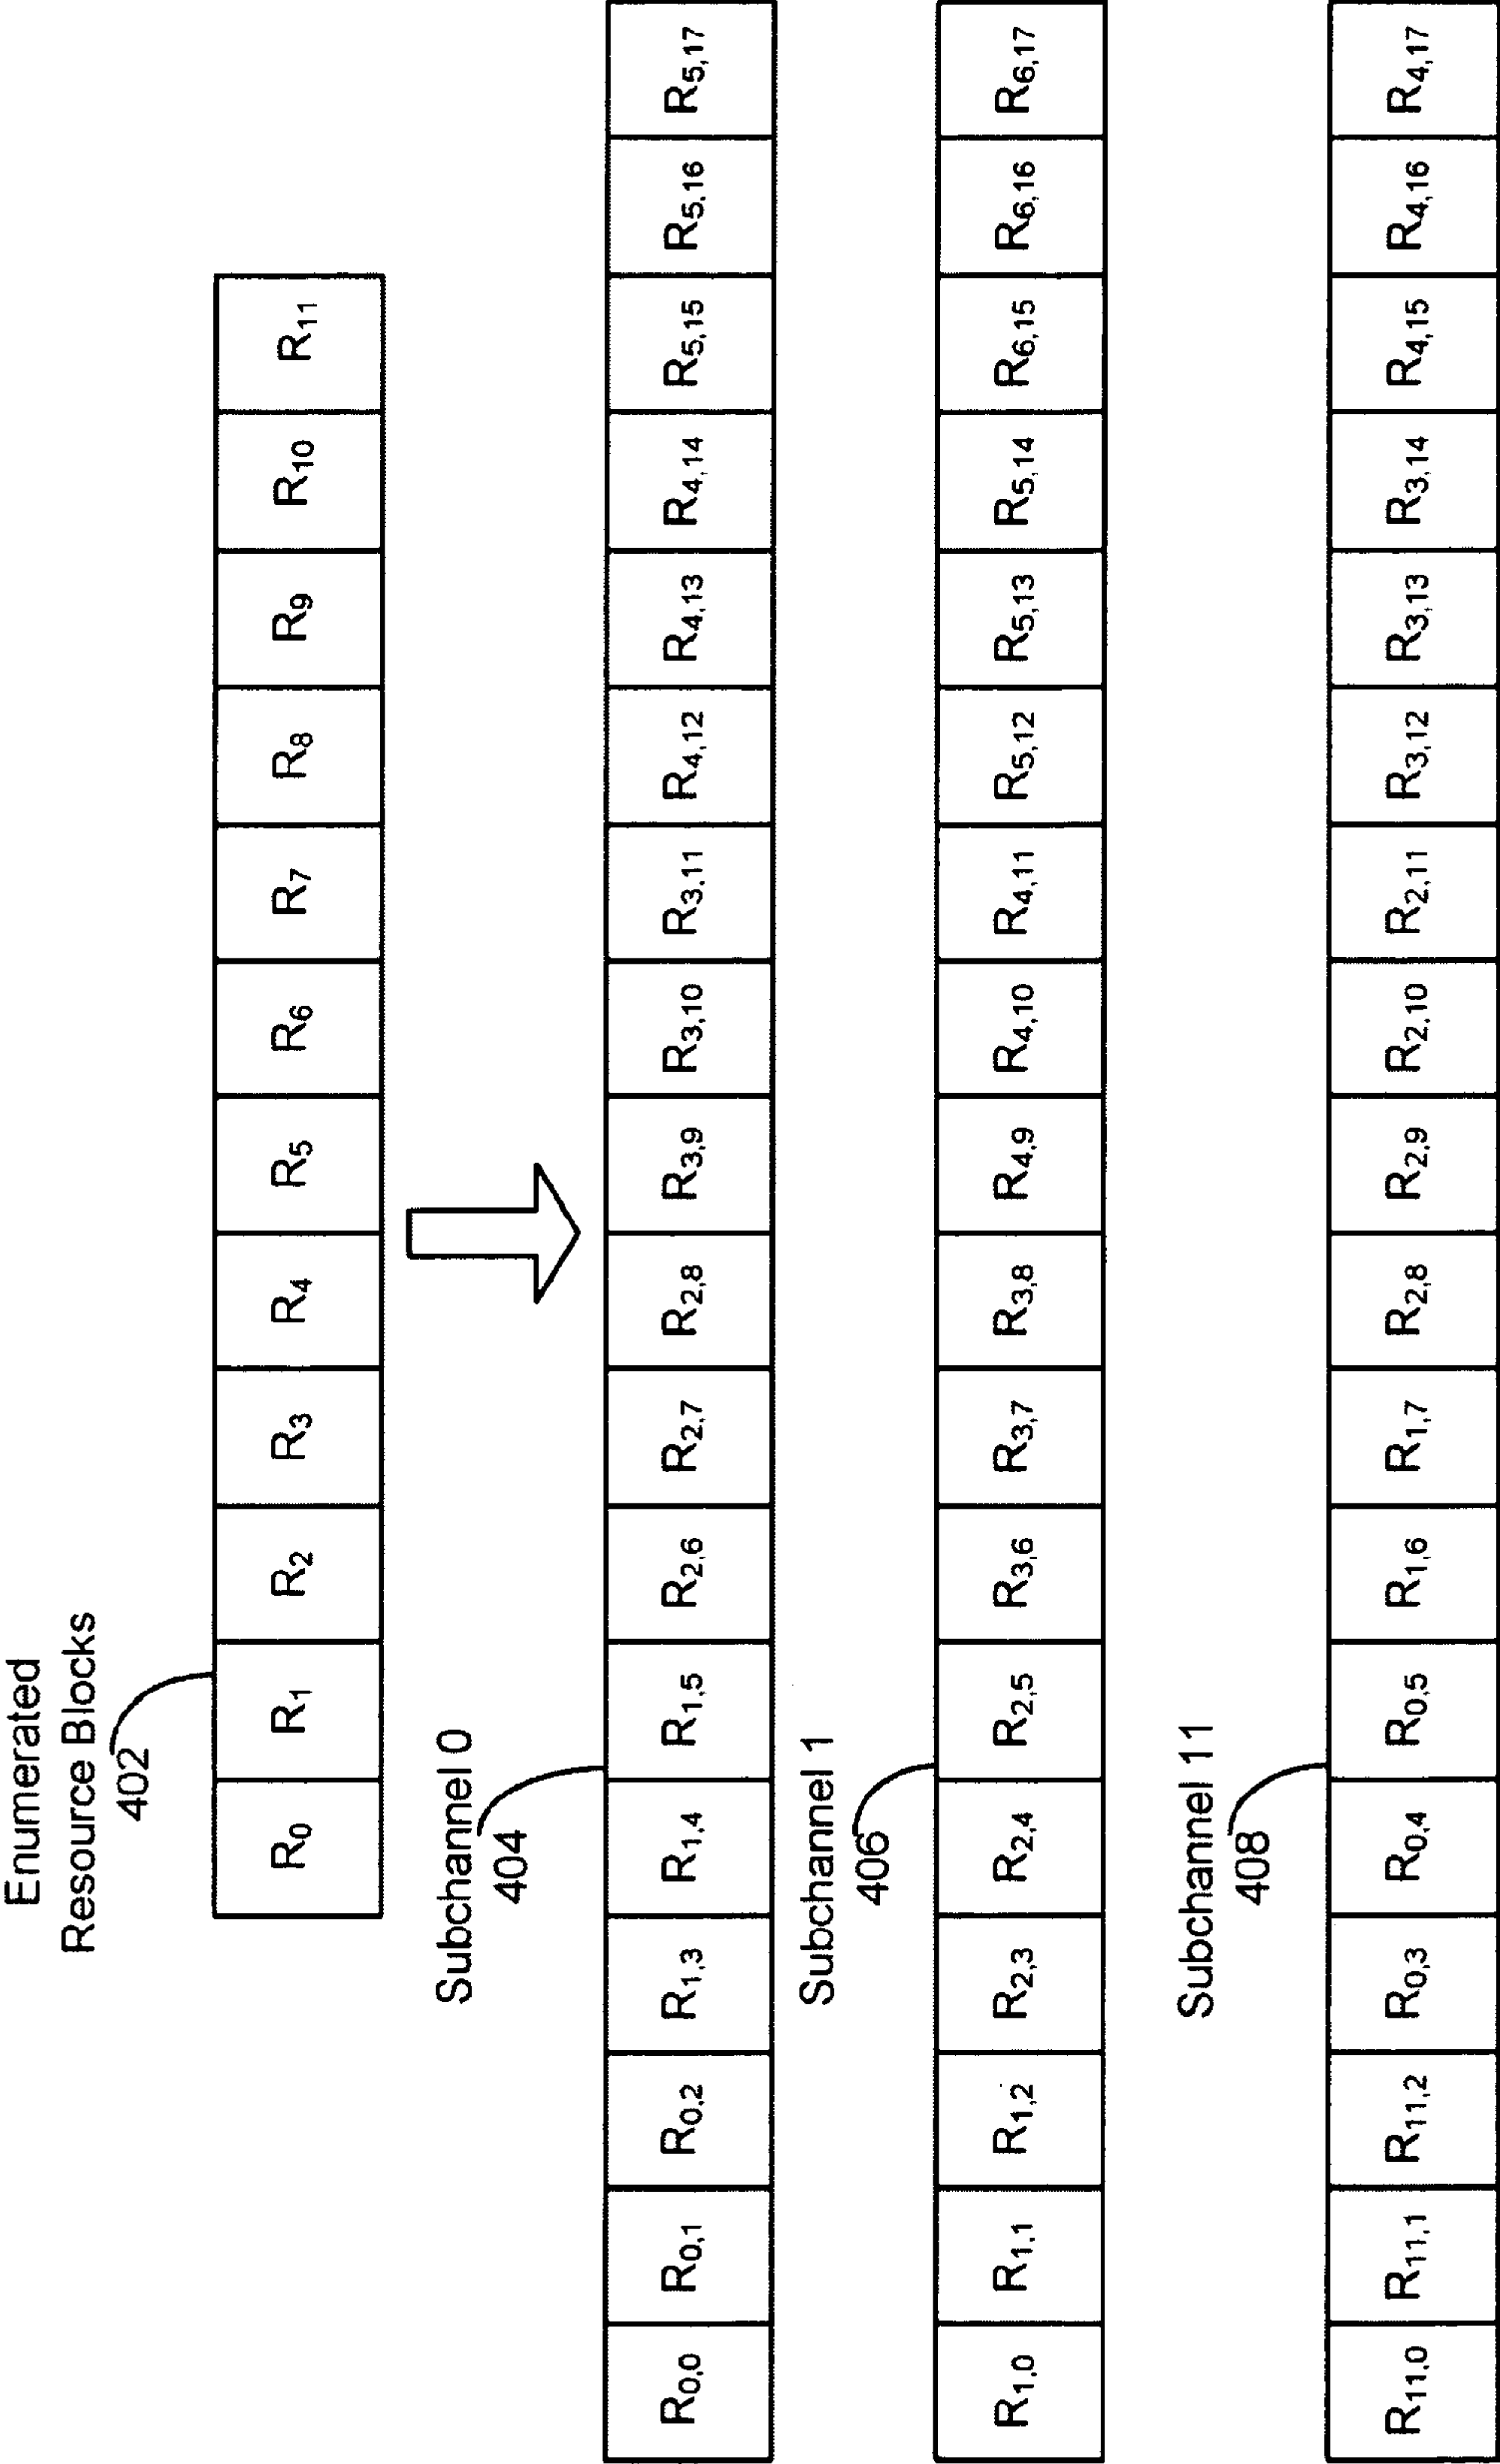 Enumerated
Resource Blocks
402
R0 R1 R2 R3 R4 R5 R6 R7 R8 R9 R10 R11
Subchannel 0
404
R0,0 R0,1 R0,2 R1,3 R1,4 R1,5 R2,6 R2,7 R2,8 R3,9 R3,10 R3.11 R4,12 R4,13 R4,14 R5,15 R5.16 R5,17
Subchannel 1
406
R1,0 R1,1 R1,2 R2,3 R2,4 R2,5 R3,6 R3,7 R3,8 R4,9 R4,10 R4,11 R5,12 R5,13 R5,14 R6,15 R6,16 R6,17
Subchannel 11
408
R11,0 R11,1 R11,2 R0,3 R0,4 R0,5 R1,6 R1,7 R2,8 R2,9 R2,10 R2,11 R3,12 R3,13 R3,14 R4,15 R4,16 R4,17